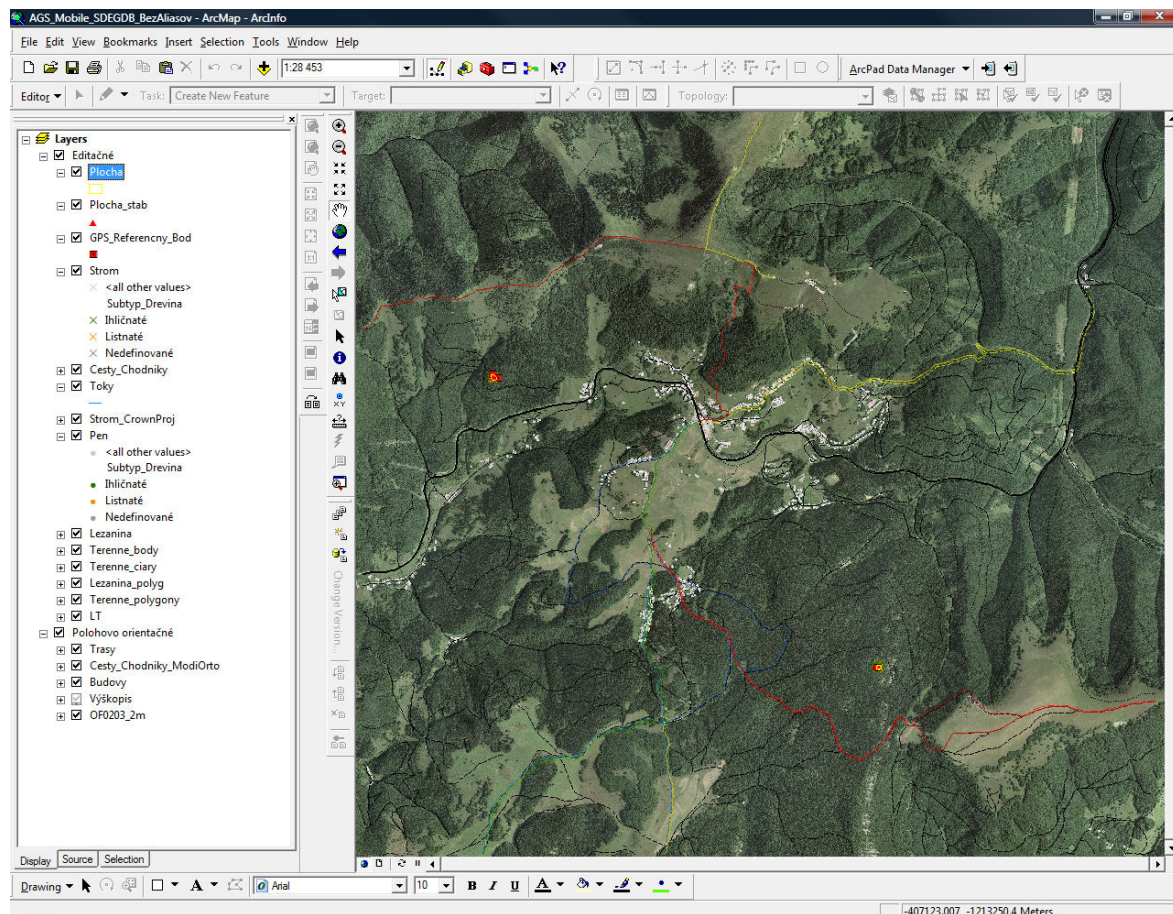 AGS_Mobile_SDEGDB_BezAliasov - ArcMap - ArcInfo
File Edit View Bookmarks Insert Selection Tools Window Help
1:28 453
ArcPad Data Manager
Editor Task: Create New Feature Target: Topology:
Layers
Editačné
Plocha
Plocha_stab
GPS_Referencny_Bod
Strom
<all other values>
Subtyp_Drevina
Ihličnaté
Listnaté
Nedefinované
Cesty_Chodniky
Toky
Strom_CrownProj
Pen
<all other values>
Subtyp_Drevina
Ihličnaté
Listnaté
Nedefinované
Lezanina
Terenne_body
Terenne_ciary
Lezanina_polyg
Terenne_polygony
LT
Polohovo orientačné
Trasy
Cesty_Chodniky_ModiOrto
Budovy
Výškopis
OF0203_2m
1:1
XY
Change Version...
Display Source Selection
Drawing A Arial 10 B I U A
-407123,007 -1213250,4 Meters